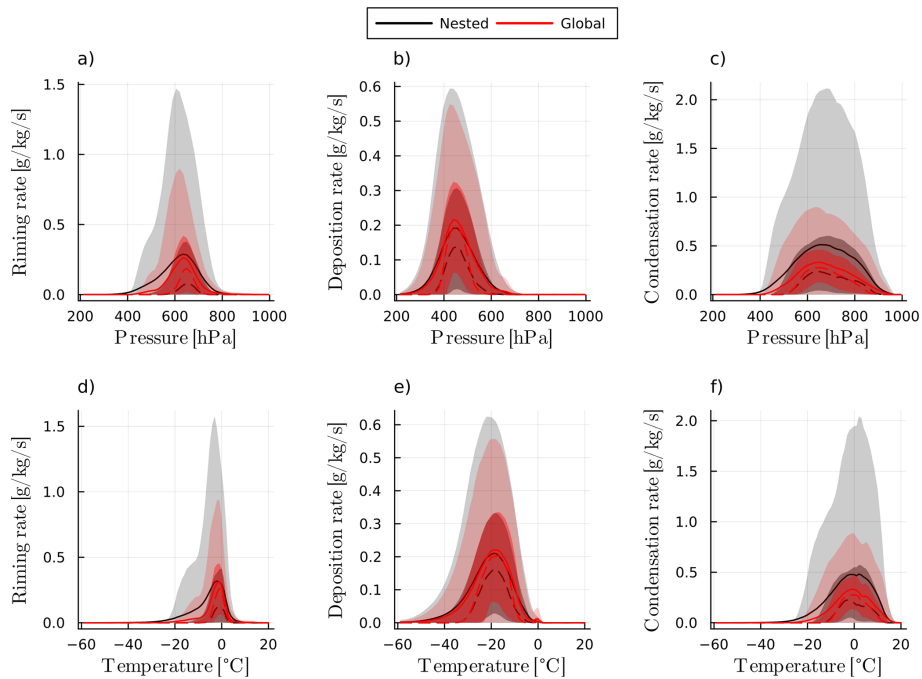 Nested Global
a) b) c)
1.5
1.0
0.5
0.0
Riming rate [g/kg/s]
200 400 600 800 1000
Pressure [hPa]
0.6
0.5
0.4
0.3
0.2
0.1
0.0
Deposition rate [g/kg/s]
200 400 600 800 1000
Pressure [hPa]
2.0
1.5
1.0
0.5
0.0
Condensation rate [g/kg/s]
200 400 600 800 1000
Pressure [hPa]
d) e) f)
1.5
1.0
0.5
0.0
Riming rate [g/kg/s]
−60 −40 −20 0 20
Temperature [°C]
0.6
0.5
0.4
0.3
0.2
0.1
0.0
Deposition rate [g/kg/s]
−60 −40 −20 0 20
Temperature [°C]
2.0
1.5
1.0
0.5
0.0
Condensation rate [g/kg/s]
−60 −40 −20 0 20
Temperature [°C]